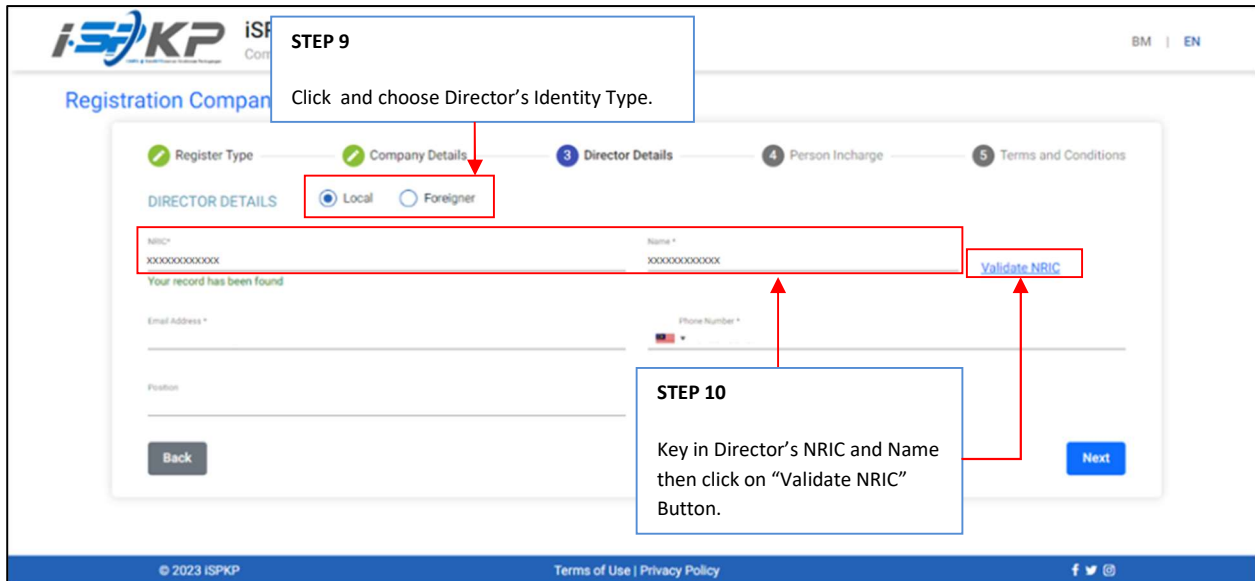 i·SPKP
iSP
Com
STEP 9
Click and choose Director's Identity Type.
BM | EN
Registration Compan
Register Type
Company Details
3 Director Details
4 Person Incharge
5 Terms and Conditions
DIRECTOR DETAILS
Local
Foreigner
NRIC*
Name *
xxxxxxxxxxxx
xxxxxxxxxxxx
Validate NRIC
Your record has been found
Email Address *
Phone Number *
Position
STEP 10
Key in Director's NRIC and Name
then click on “Validate NRIC”
Button.
Back
Next
© 2023 iSPKP
Terms of Use | Privacy Policy